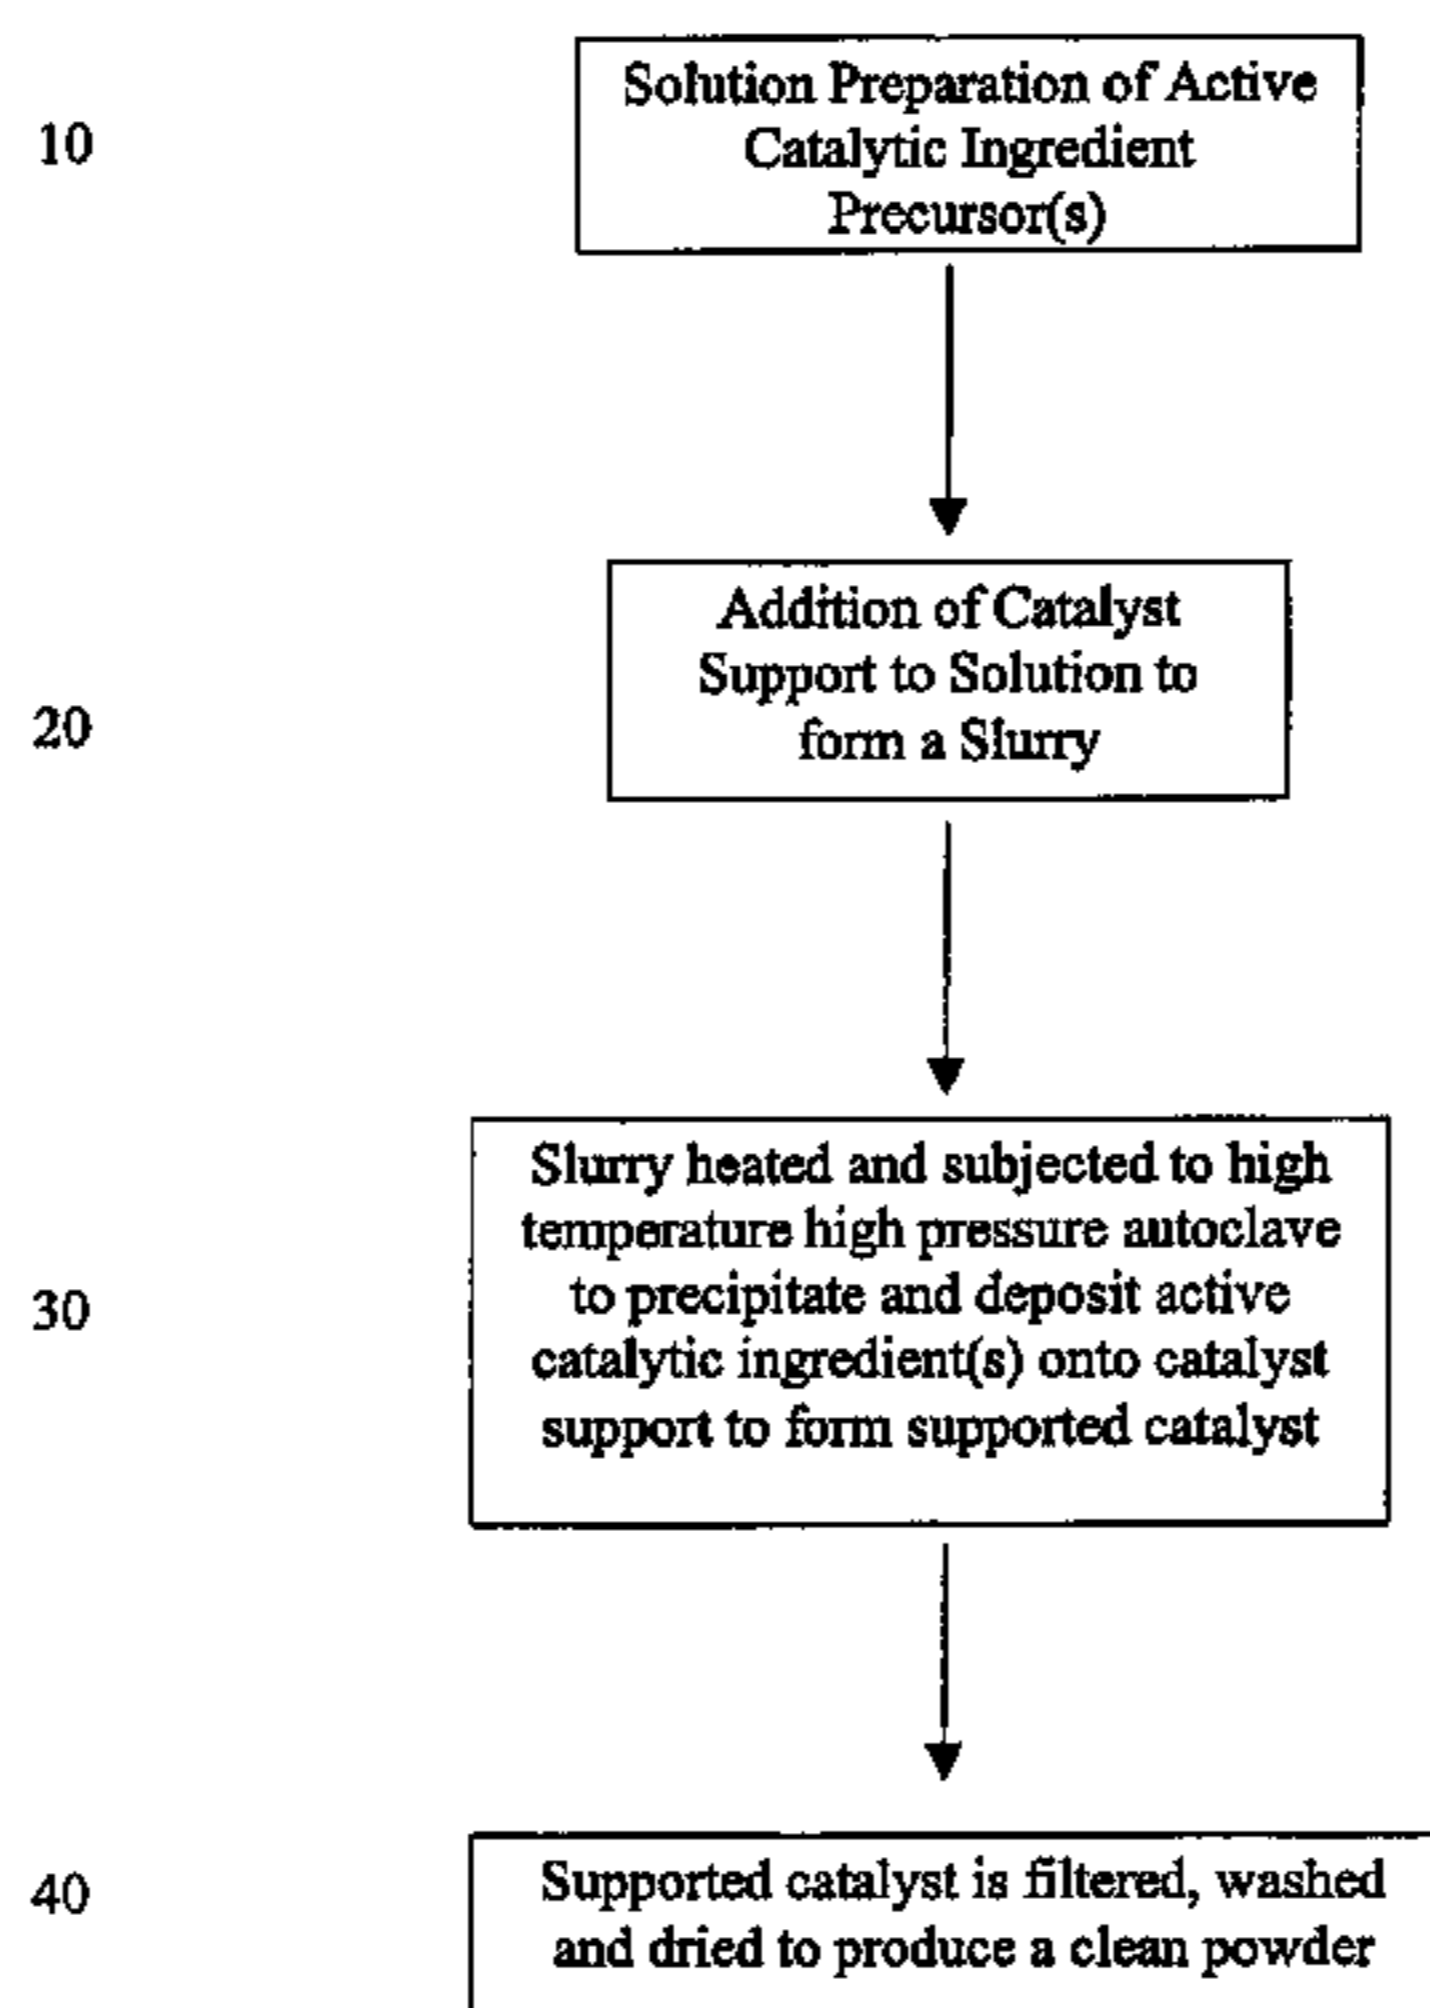 10
Solution Preparation of Active
Catalytic Ingredient
Precursor(s)
20
Addition of Catalyst
Support to Solution to
form a Slurry
30
Slurry heated and subjected to high
temperature high pressure autoclave
to precipitate and deposit active
catalytic ingredient(s) onto catalyst
support to form supported catalyst
40
Supported catalyst is filtered, washed
and dried to produce a clean powder